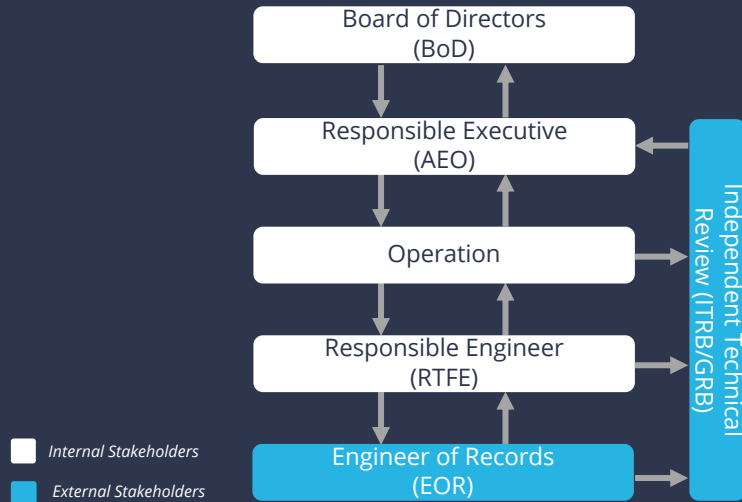 Board of Directors
(BoD)
Responsible Executive
(AEO)
Operation
Responsible Engineer
(RTFE)
Engineer of Records
(EOR)
Independent Technical
Review (ITRB/GRB)
Internal Stakeholders
External Stakeholders